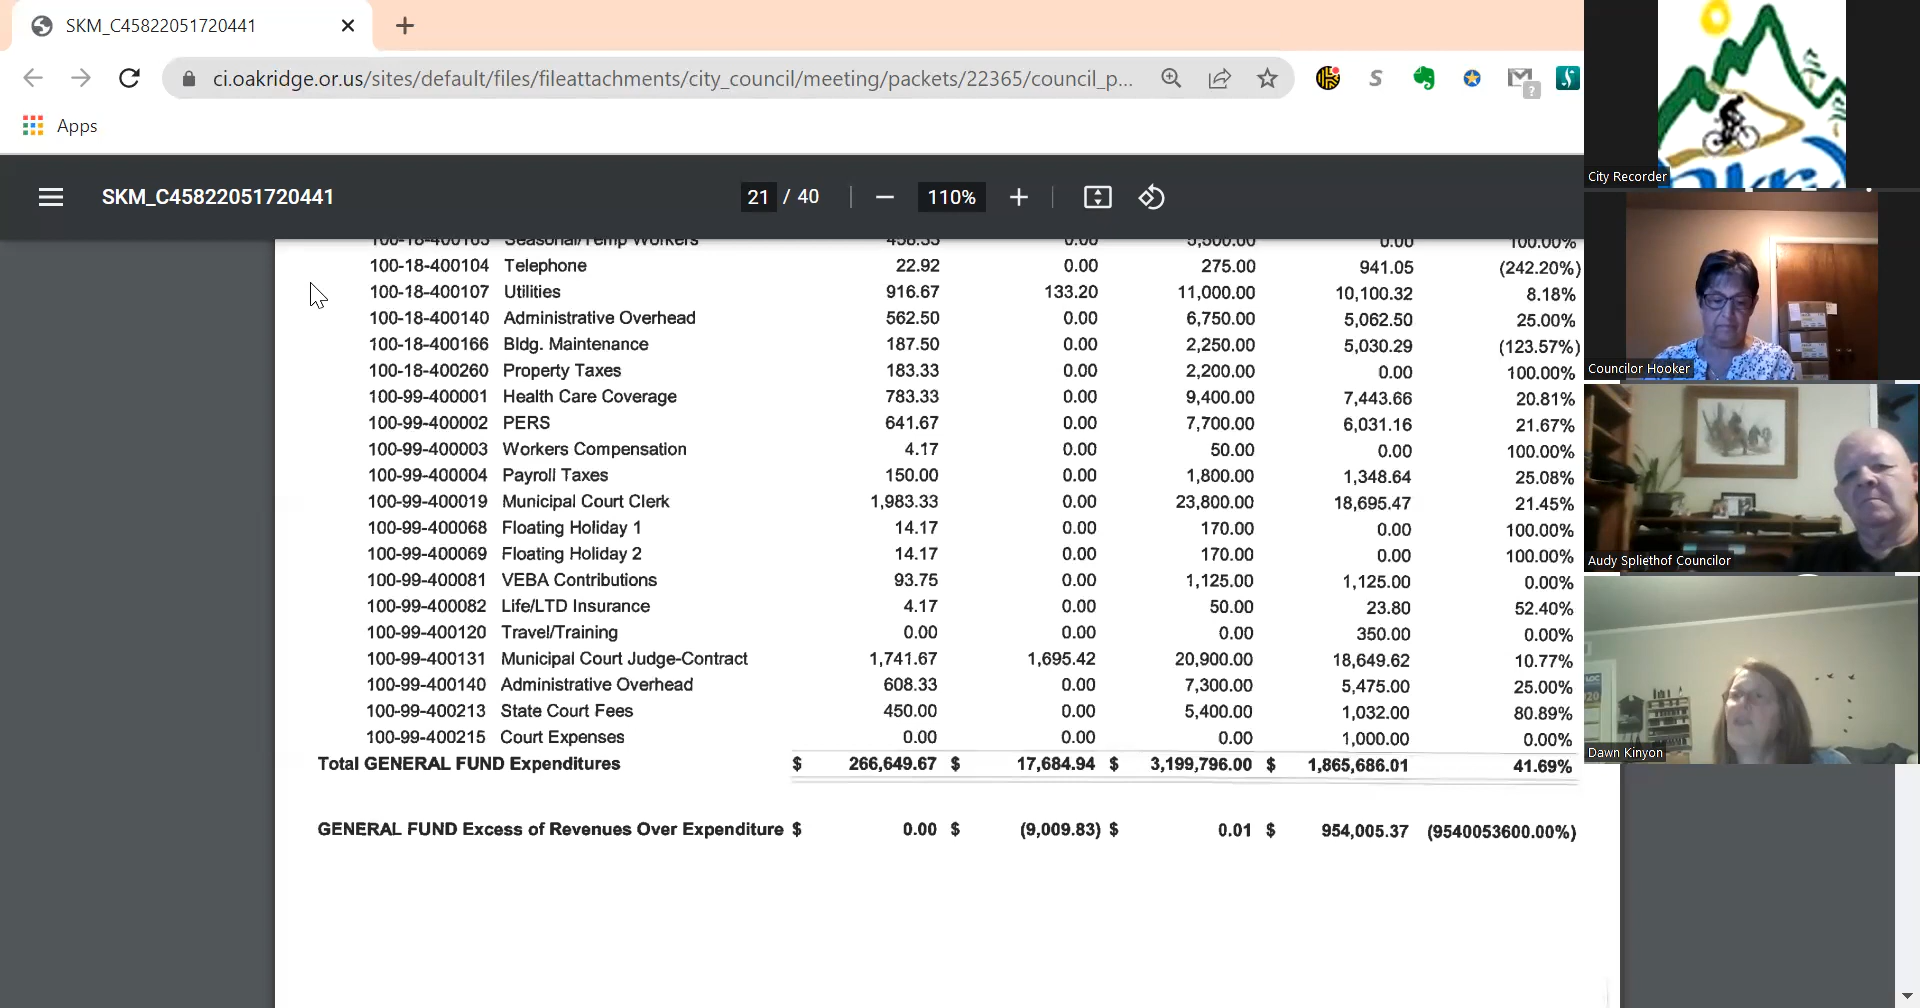 SKM_C45822051720441
ci.oakridge.or.us/sites/default/files/fileattachments/city_council/meeting/packets/22365/council_p...
Apps
SKM_C45822051720441 21 / 40 110%
100-18-400163 Seasonal/Temp Workers 458.33 0.00 5,500.00 0.00 100.00%
100-18-400104 Telephone 22.92 0.00 275.00 941.05 (242.20%)
100-18-400107 Utilities 916.67 133.20 11,000.00 10,100.32 8.18%
100-18-400140 Administrative Overhead 562.50 0.00 6,750.00 5,062.50 25.00%
100-18-400166 Bldg. Maintenance 187.50 0.00 2,250.00 5,030.29 (123.57%)
100-18-400260 Property Taxes 183.33 0.00 2,200.00 0.00 100.00%
100-99-400001 Health Care Coverage 783.33 0.00 9,400.00 7,443.66 20.81%
100-99-400002 PERS 641.67 0.00 7,700.00 6,031.16 21.67%
100-99-400003 Workers Compensation 4.17 0.00 50.00 0.00 100.00%
100-99-400004 Payroll Taxes 150.00 0.00 1,800.00 1,348.64 25.08%
100-99-400019 Municipal Court Clerk 1,983.33 0.00 23,800.00 18,695.47 21.45%
100-99-400068 Floating Holiday 1 14.17 0.00 170.00 0.00 100.00%
100-99-400069 Floating Holiday 2 14.17 0.00 170.00 0.00 100.00%
100-99-400081 VEBA Contributions 93.75 0.00 1,125.00 1,125.00 0.00%
100-99-400082 Life/LTD Insurance 4.17 0.00 50.00 23.80 52.40%
100-99-400120 Travel/Training 0.00 0.00 0.00 350.00 0.00%
100-99-400131 Municipal Court Judge-Contract 1,741.67 1,695.42 20,900.00 18,649.62 10.77%
100-99-400140 Administrative Overhead 608.33 0.00 7,300.00 5,475.00 25.00%
100-99-400213 State Court Fees 450.00 0.00 5,400.00 1,032.00 80.89%
100-99-400215 Court Expenses 0.00 0.00 0.00 1,000.00 0.00%
Total GENERAL FUND Expenditures $ 266,649.67 $ 17,684.94 $ 3,199,796.00 $ 1,865,686.01 41.69%
GENERAL FUND Excess of Revenues Over Expenditure $ 0.00 $ (9,009.83) $ 0.01 $ 954,005.37 (9540053600.00%)
City Recorder
Councilor Hooker
Audy Spliethof Councilor
Dawn Kinyon